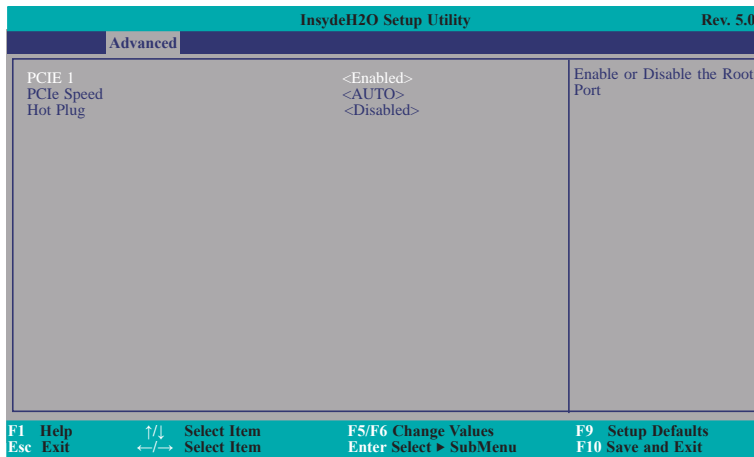 InsydeH2O Setup Utility Rev. 5.0
Advanced
PCIE 1 <Enabled>
PCIe Speed <AUTO>
Hot Plug <Disabled>
Enable or Disable the Root
Port
F1 Help ↑/↓ Select Item F5/F6 Change Values F9 Setup Defaults
Esc Exit ←/→ Select Item Enter Select ▶ SubMenu F10 Save and Exit